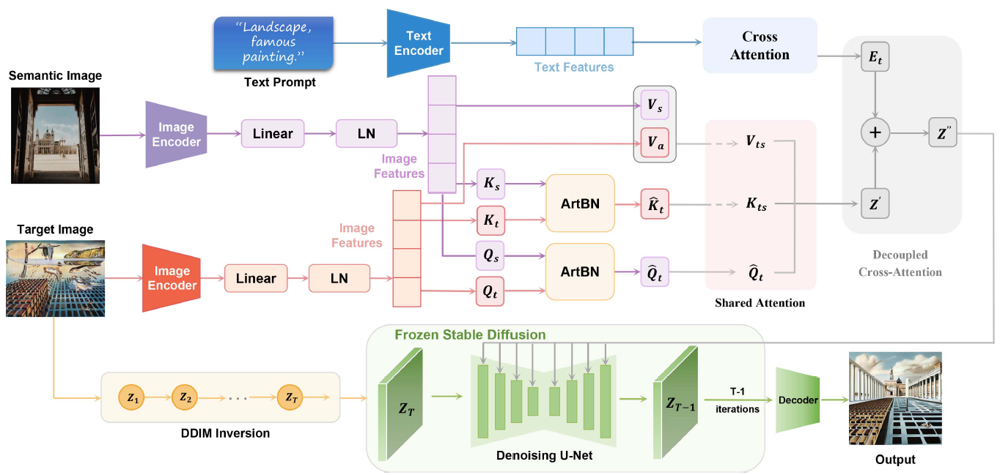 “Landscape,
famous
painting.”
Text Prompt
Text
Encoder
Text Features
Cross
Attention
E_t
+
Z''
Z'
Decoupled
Cross-Attention
Semantic Image
Image
Encoder
Linear
LN
Image
Features
V_s
V_a
K_s
K_t
Q_s
Q_t
ArtBN
ArtBN
K̂_t
Q̂_t
V_ts
K_ts
Q̂_t
Shared Attention
Target Image
Image
Encoder
Linear
LN
Image
Features
Z_1
Z_2
...
Z_T
DDIM Inversion
Frozen Stable Diffusion
Z_T
Denoising U-Net
Z_{T-1}
T-1
iterations
Decoder
Output